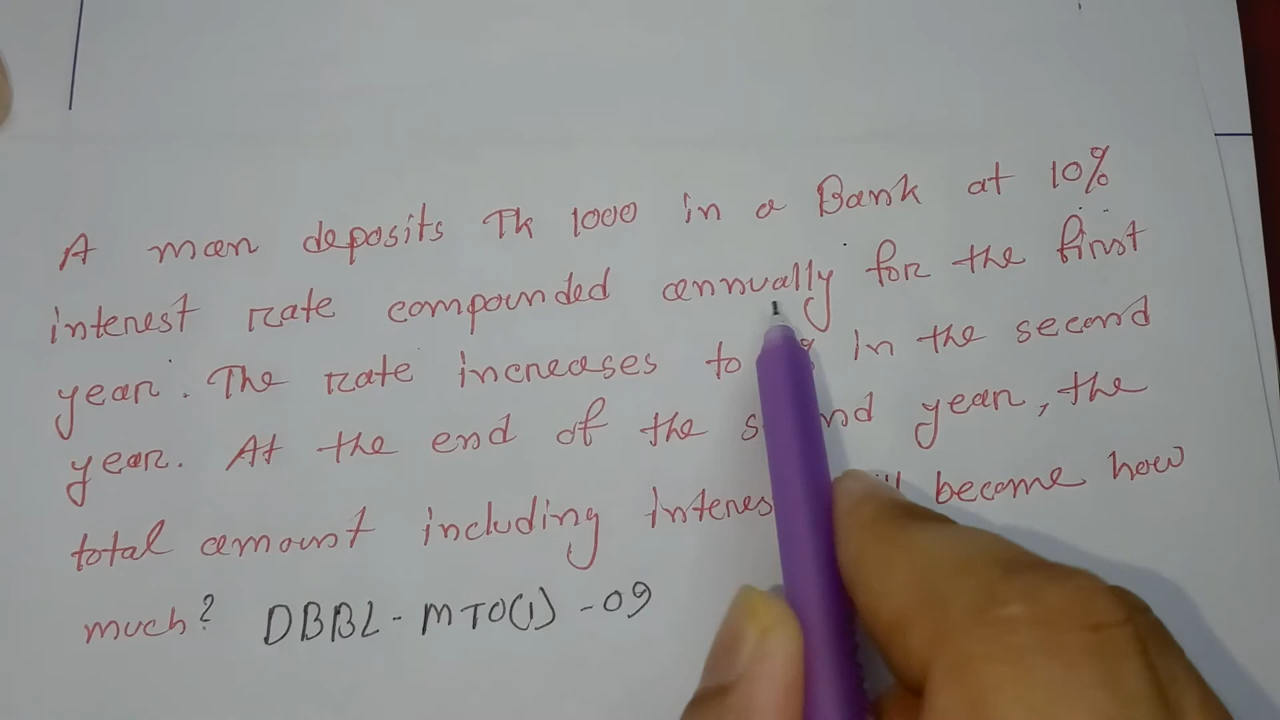 A man deposits Tk 1000 in a Bank at 10%
interest rate compounded annually for the first
year. The rate increases to % in the second
year. At the end of the year, the
total amount including become how
much? DBBL-MTO(1)-09